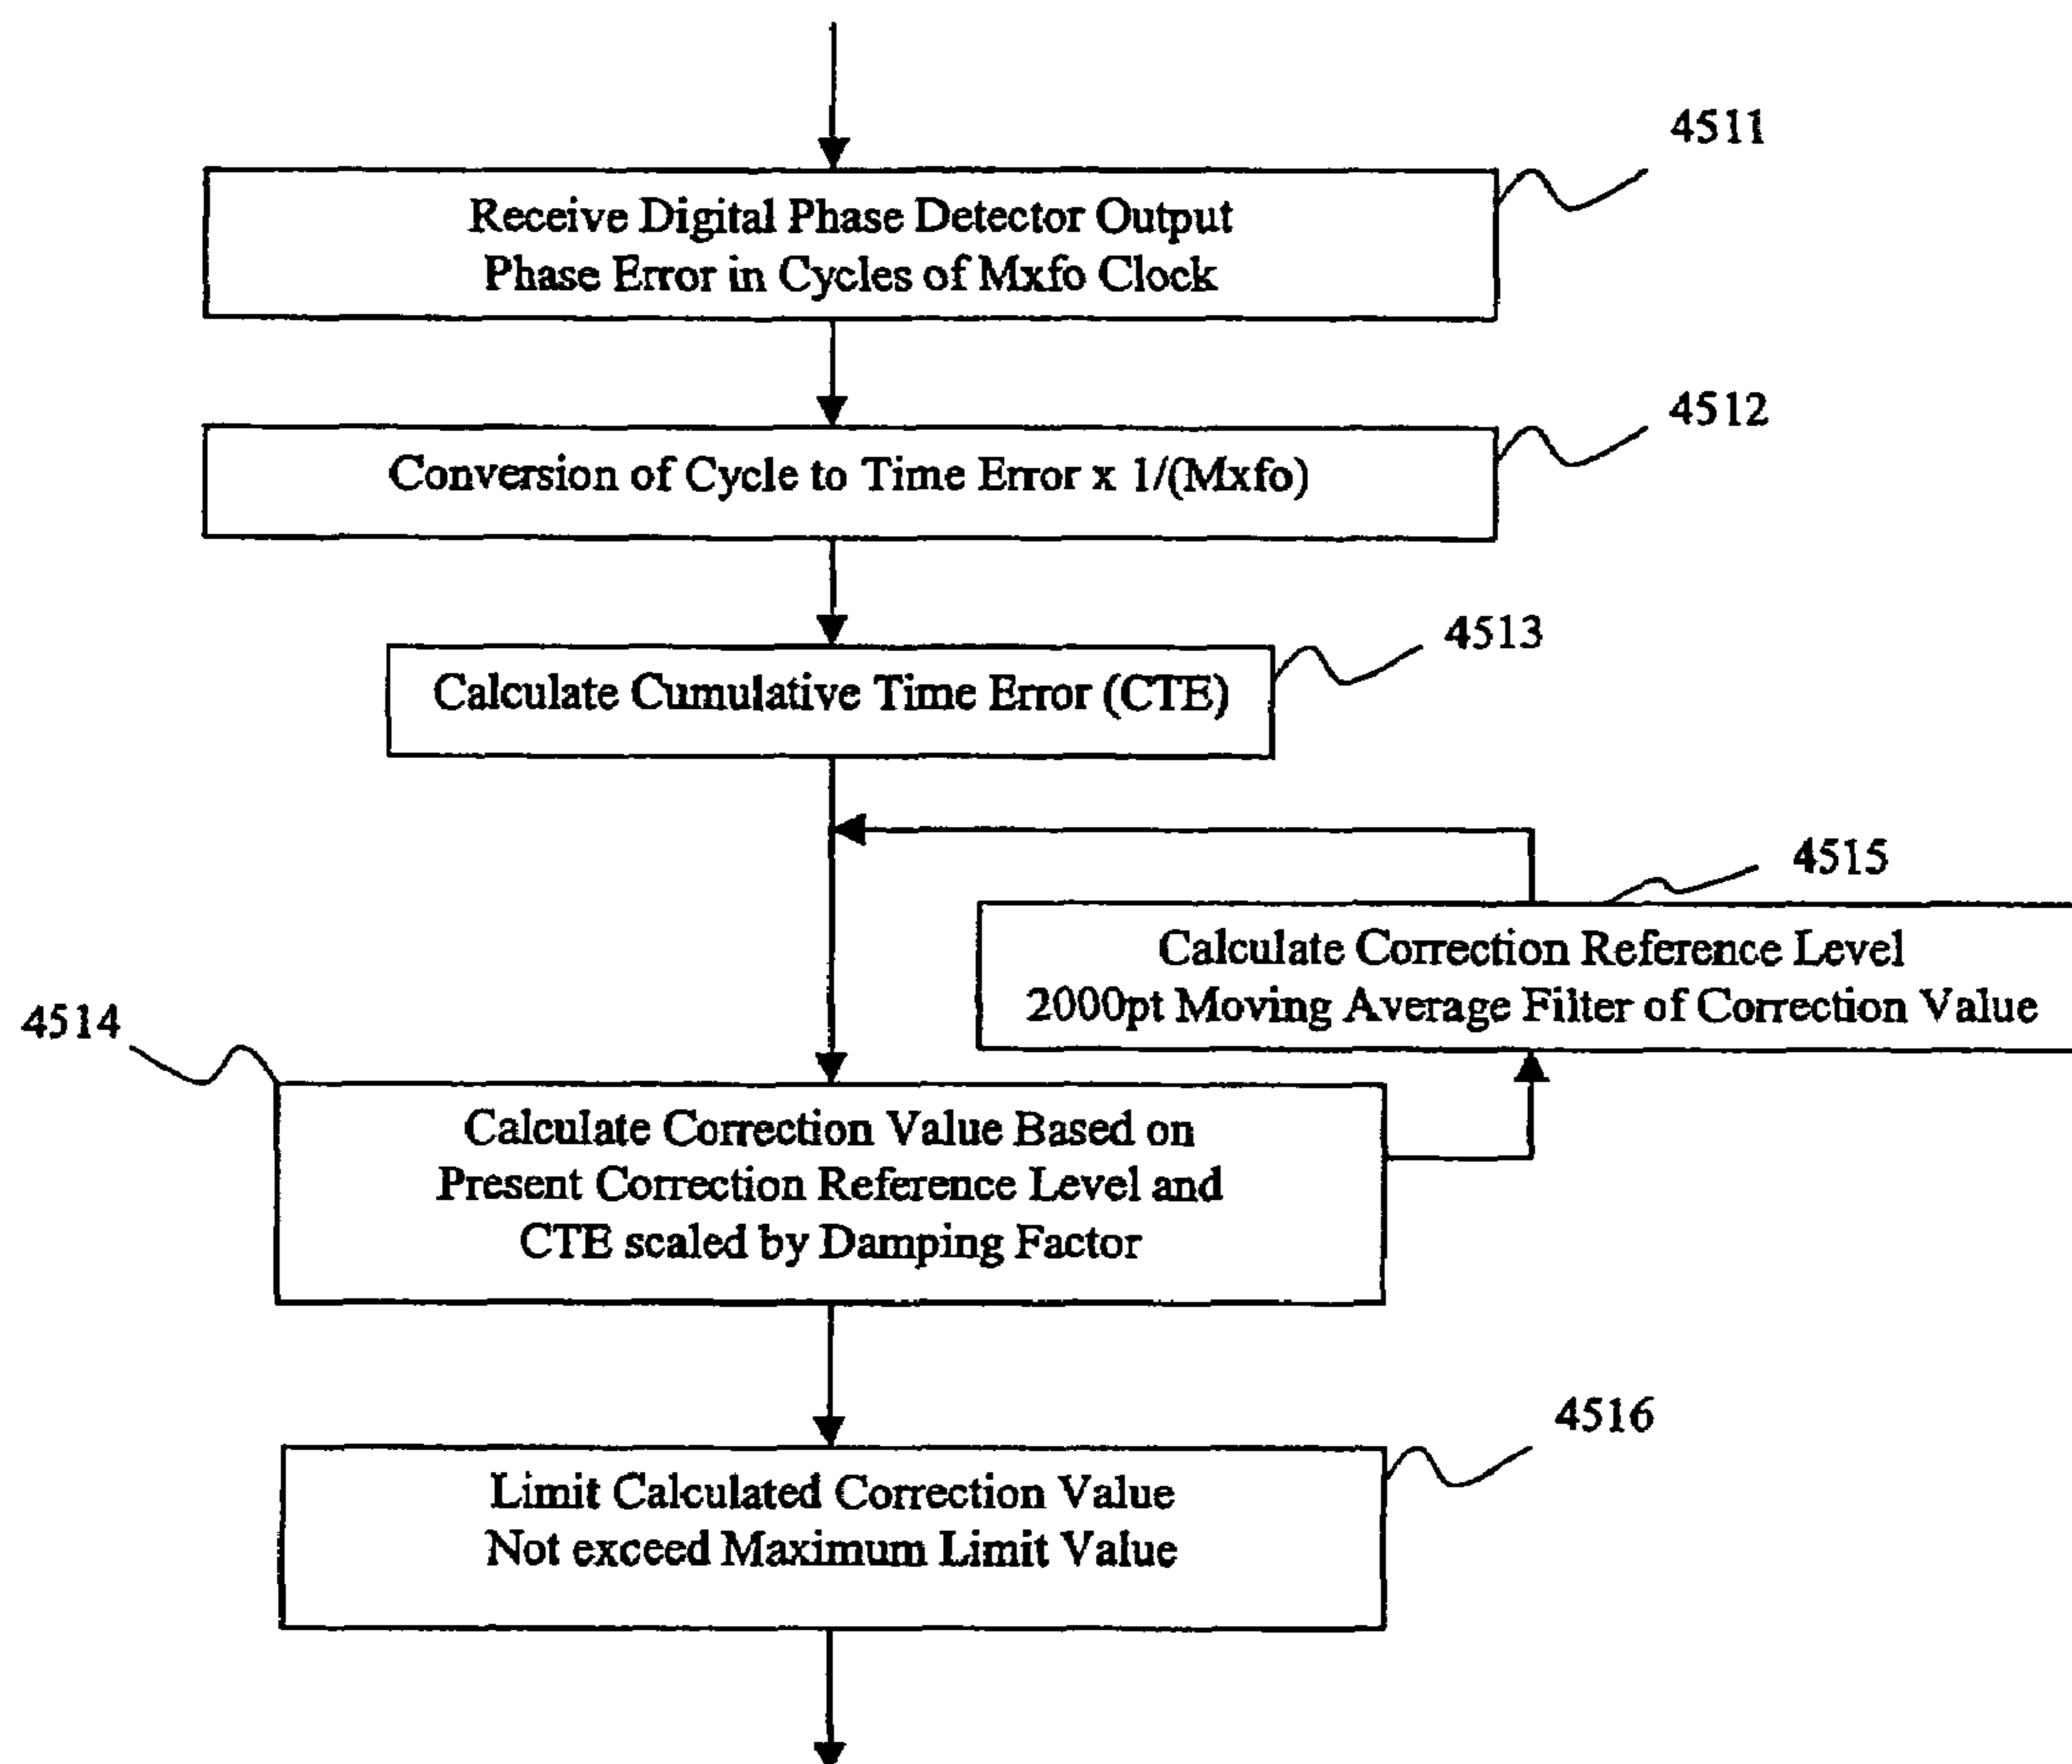 4511
Receive Digital Phase Detector Output
Phase Error in Cycles of Mxfo Clock
4512
Conversion of Cycle to Time Error x 1/(Mxfo)
4513
Calculate Cumulative Time Error (CTE)
4515
Calculate Correction Reference Level
2000pt Moving Average Filter of Correction Value
4514
Calculate Correction Value Based on
Present Correction Reference Level and
CTE scaled by Damping Factor
4516
Limit Calculated Correction Value
Not exceed Maximum Limit Value